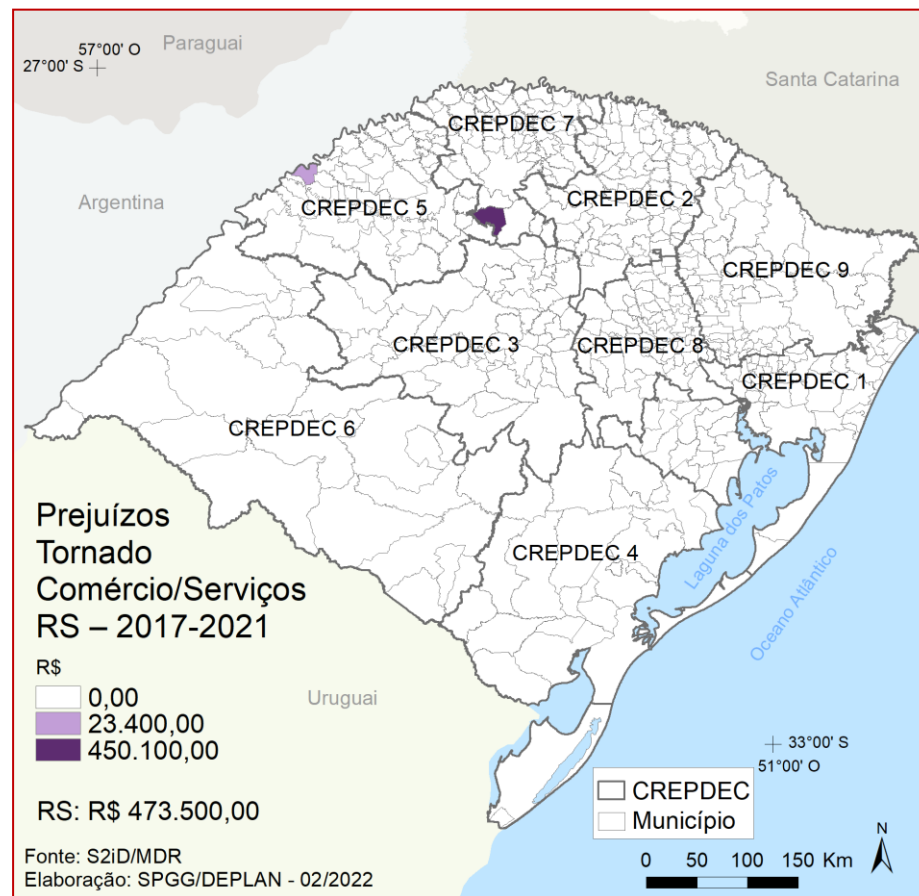 Paraguai
57°00' O
27°00' S
Santa Catarina
Argentina
CREPDEC 7
CREPDEC 2
CREPDEC 5
CREPDEC 9
CREPDEC 3
CREPDEC 8
CREPDEC 1
CREPDEC 6
CREPDEC 4
Laguna dos Patos
Oceano Atlântico
Uruguai
33°00' S
51°00' O
Prejuízos
Tornado
Comércio/Serviços
RS – 2017-2021
R$
0,00
23.400,00
450.100,00
RS: R$ 473.500,00
Fonte: S2iD/MDR
Elaboração: SPGG/DEPLAN - 02/2022
CREPDEC
Município
N
0 50 100 150 Km